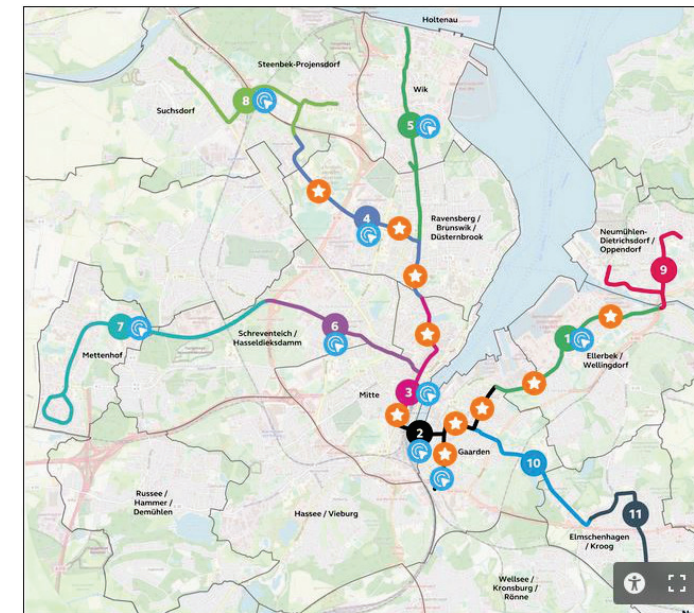 Holtenau
Steenbek-Projensdorf
Wik
8
Suchsdorf
5
4
Ravensberg /
Brunswik /
Düsternbrook
Neumühlen-
Dietrichsdorf /
Oppendorf
9
7
6
Schreventeich /
Hasseldieksdamm
Mettenhof
1
Ellerbek /
Wellingdorf
3
Mitte
2
Gaarden
10
Russee /
Hammer /
Demühlen
Hassee / Vieburg
11
Elmschenhagen
/ Kroog
Wellsee /
Kronsburg /
Rönne